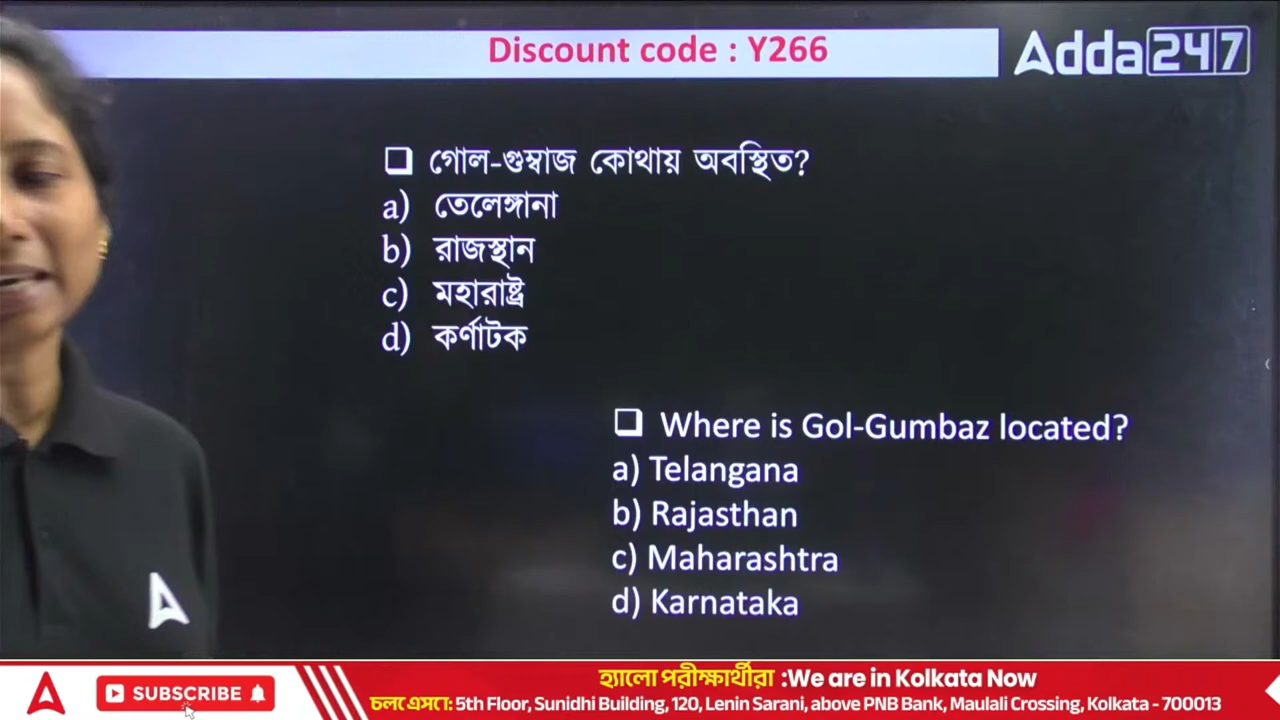 Discount code : Y266
Adda247
❑ গোল-গুম্বাজ কোথায় অবস্থিত?
a) তেলেঙ্গানা
b) রাজস্থান
c) মহারাষ্ট্র
d) কর্ণাটক
❑ Where is Gol-Gumbaz located?
a) Telangana
b) Rajasthan
c) Maharashtra
d) Karnataka
SUBSCRIBE
হ্যালো পরীক্ষার্থীরা :We are in Kolkata Now
চলে এসো: 5th Floor, Sunidhi Building, 120, Lenin Sarani, above PNB Bank, Maulali Crossing, Kolkata - 700013